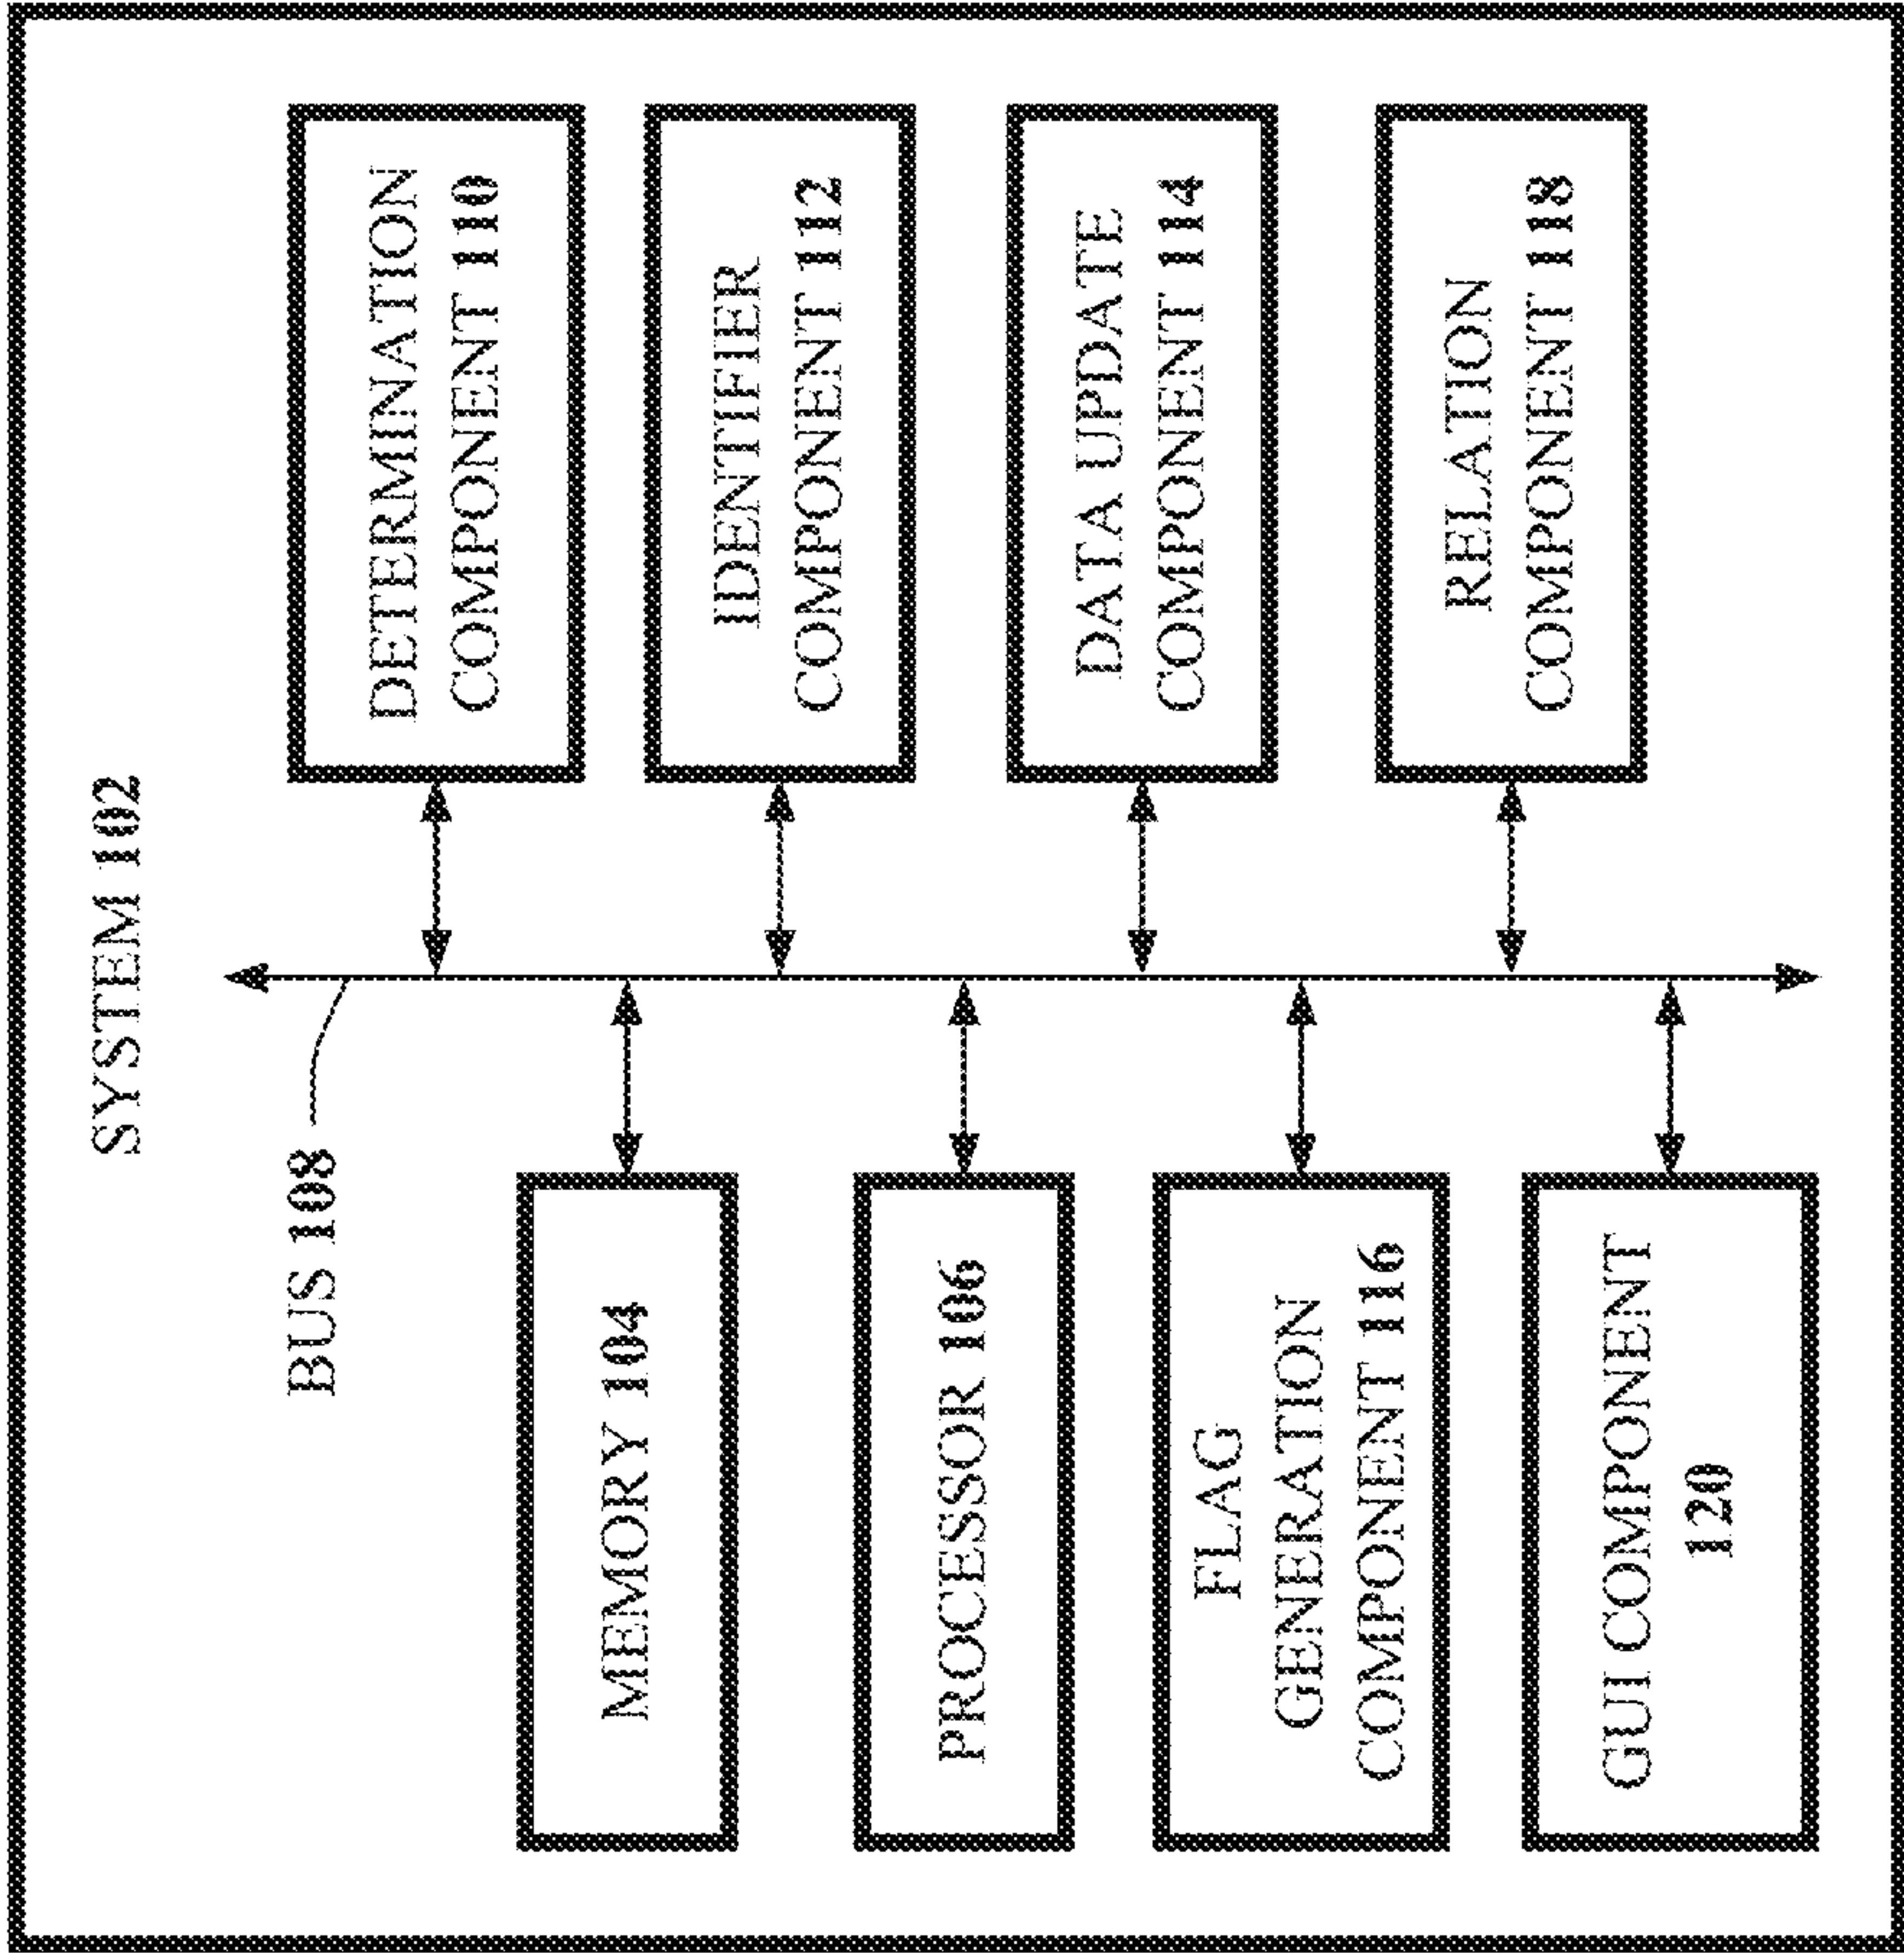 SYSTEM 102
BUS 108
MEMORY 104
PROCESSOR 106
FLAG
GENERATION
COMPONENT 116
GUI COMPONENT
120
DETERMINATION
COMPONENT 110
IDENTIFIER
COMPONENT 112
DATA UPDATE
COMPONENT 114
RELATION
COMPONENT 118